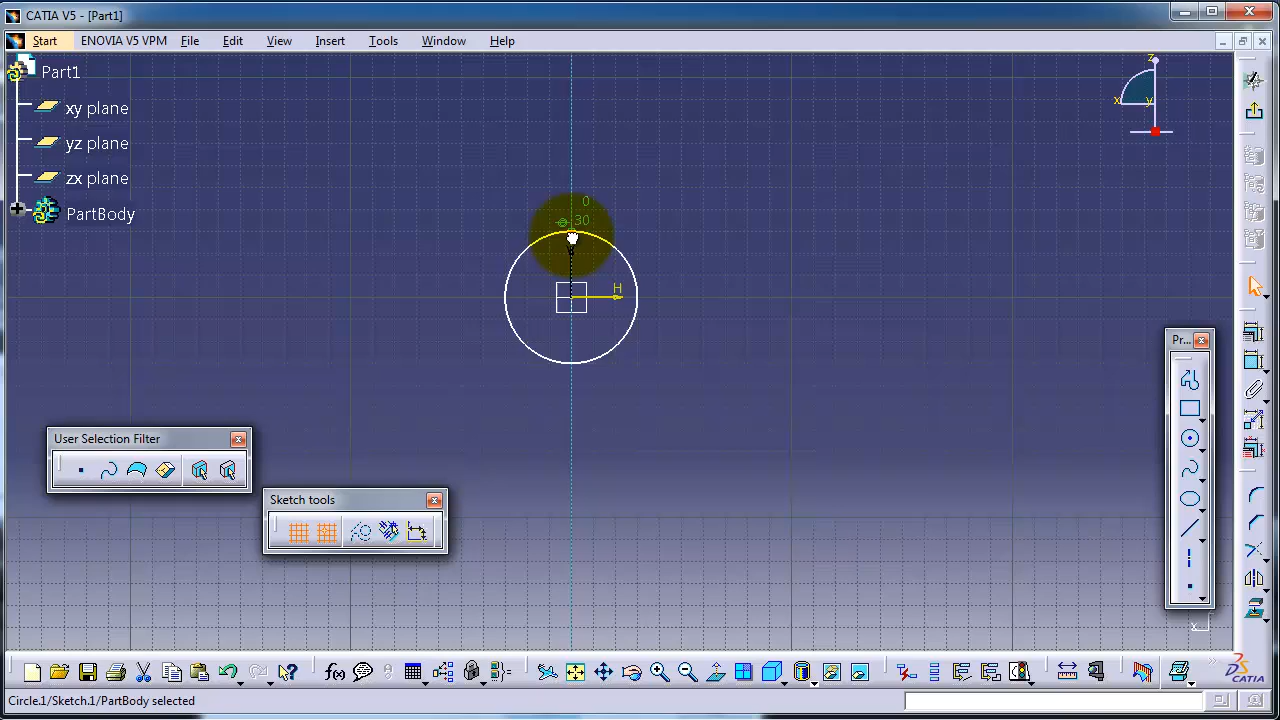 CATIA V5 - [Part1]
Start ENOVIA V5 VPM File Edit View Insert Tools Window Help
Part1
xy plane
yz plane
zx plane
PartBody
z
x
y
0
30
H
Pr...
User Selection Filter
Sketch tools
x
f(x)
CATIA
Circle.1/Sketch.1/PartBody selected